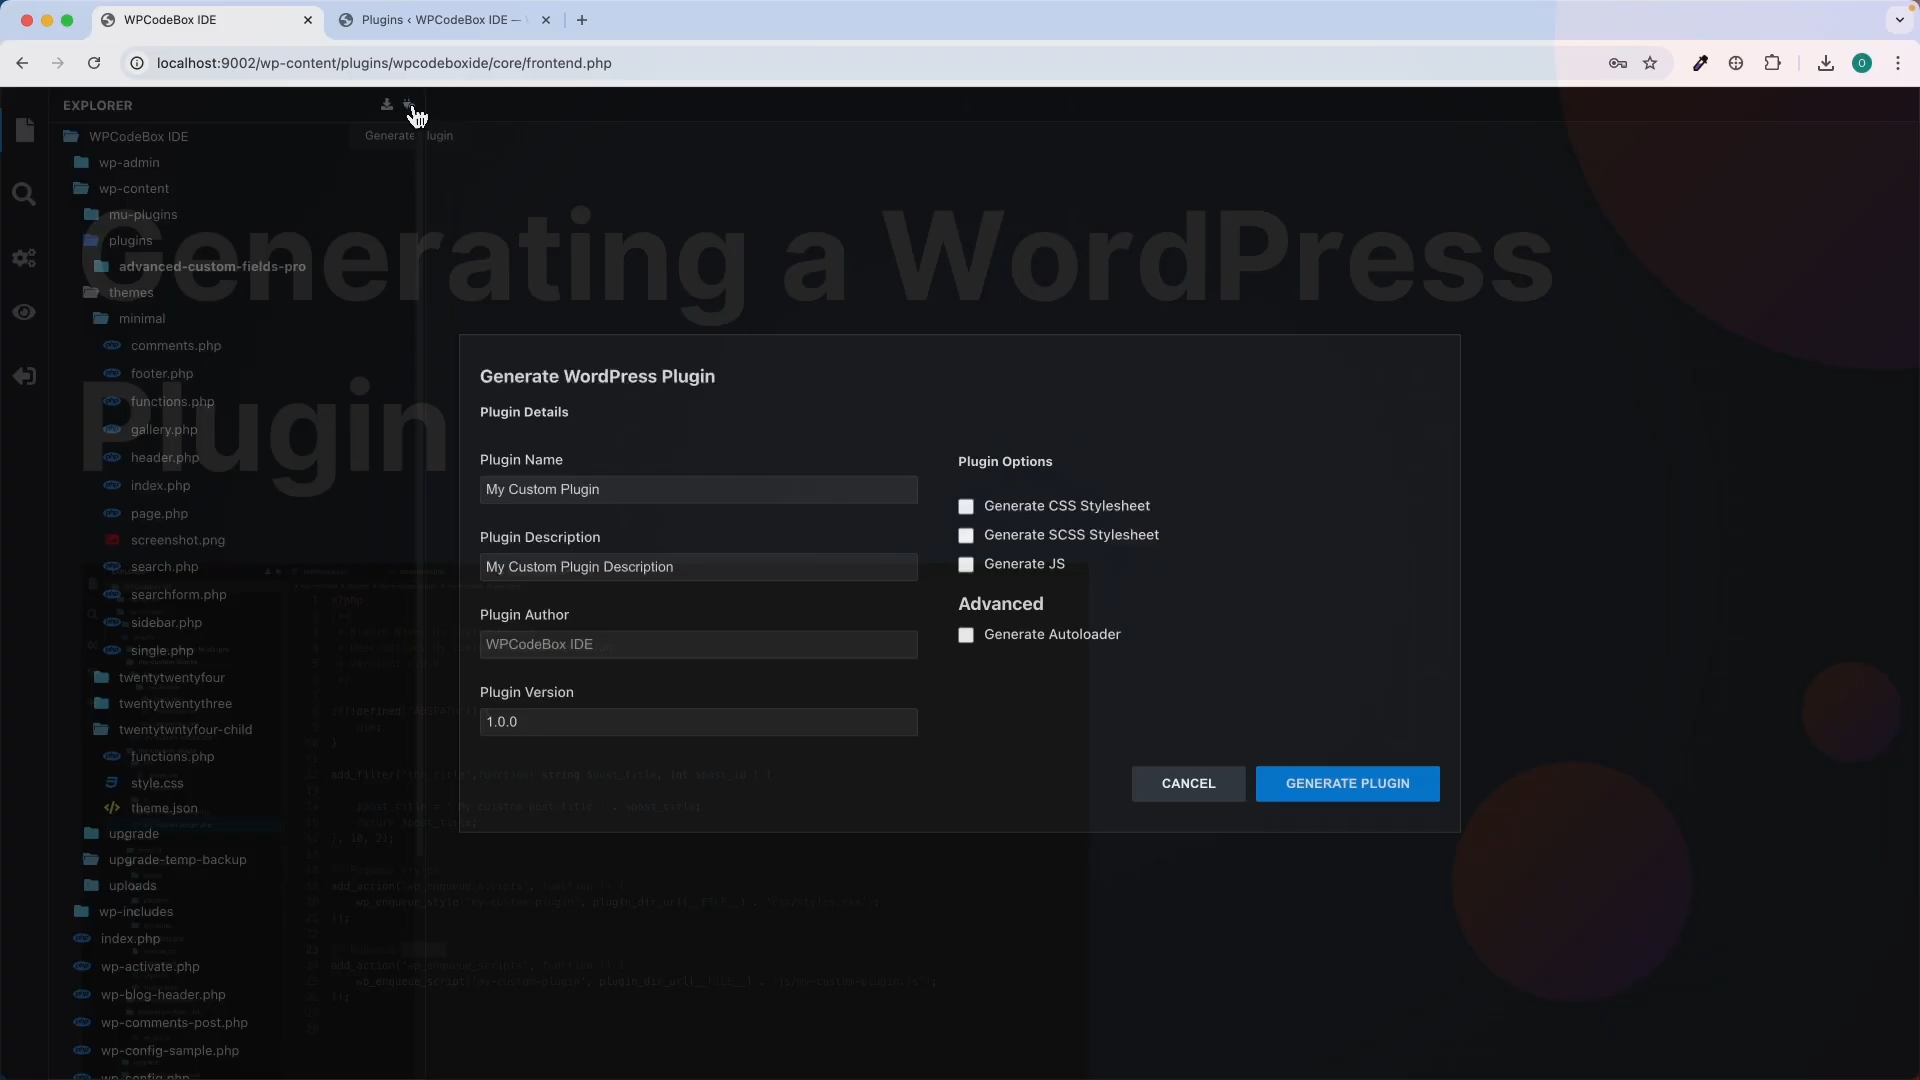 WPCodeBox IDE
Plugins ‹ WPCodeBox IDE —
localhost:9002/wp-content/plugins/wpcodeboxide/core/frontend.php
O
EXPLORER
Generate lugin
WPCodeBox IDE
wp-admin
wp-content
mu-plugins
plugins
advanced-custom-fields-pro
themes
minimal
comments.php
footer.php
functions.php
gallery.php
header.php
index.php
page.php
screenshot.png
search.php
searchform.php
sidebar.php
single.php
twentytwentyfour
twentytwentythree
twentytwntyfour-child
functions.php
style.css
theme.json
upgrade
upgrade-temp-backup
uploads
wp-includes
index.php
wp-activate.php
wp-blog-header.php
wp-comments-post.php
wp-config-sample.php
wp-config.php
Generating a WordPress
Plugin
Generate WordPress Plugin
Plugin Details
Plugin Name
My Custom Plugin
Plugin Description
My Custom Plugin Description
Plugin Author
WPCodeBox IDE
Plugin Version
1.0.0
Plugin Options
Generate CSS Stylesheet
Generate SCSS Stylesheet
Generate JS
Advanced
Generate Autoloader
CANCEL
GENERATE PLUGIN